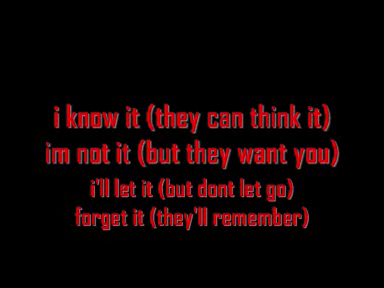 i know it (they can think it)
im not it (but they want you)
i'll let it (but dont let go)
forget it (they'll remember)